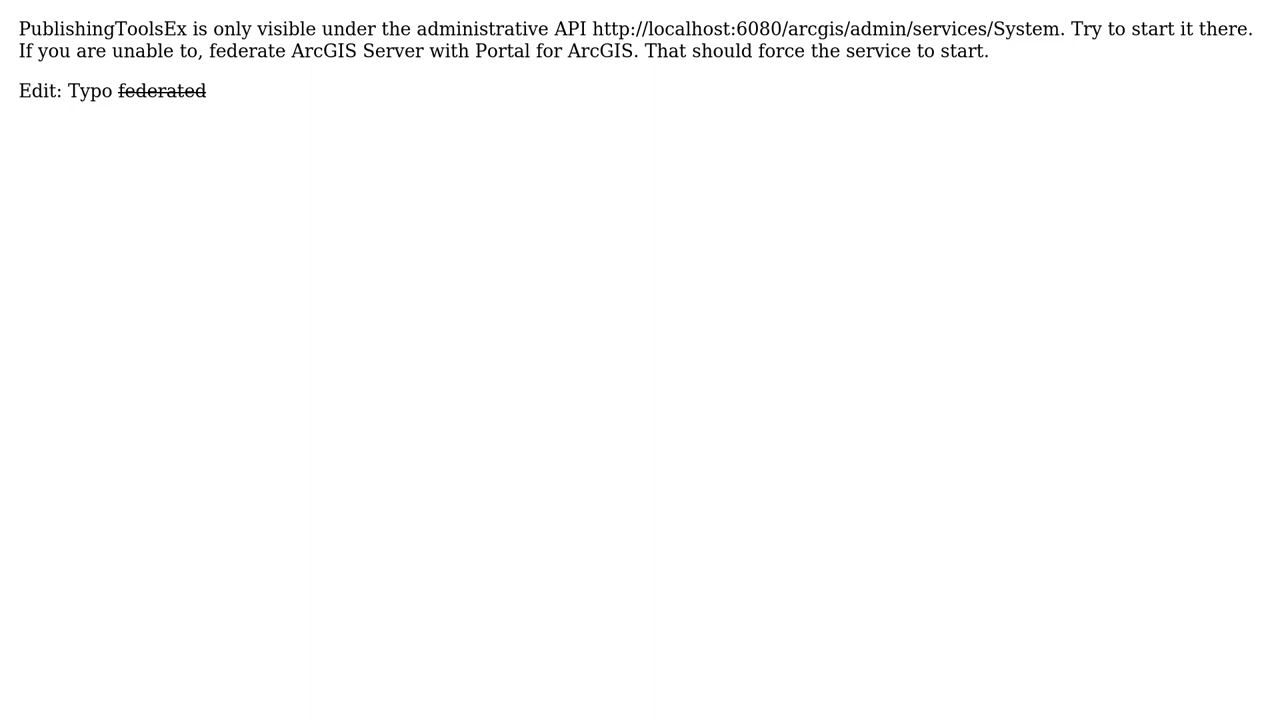 PublishingToolsEx is only visible under the administrative API http://localhost:6080/arcgis/admin/services/System. Try to start it there.
If you are unable to, federate ArcGIS Server with Portal for ArcGIS. That should force the service to start.
Edit: Typo federated